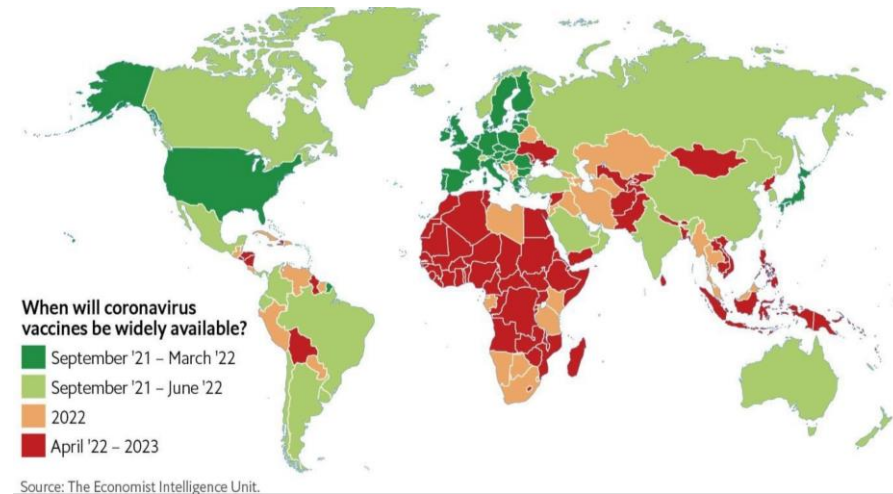 When will coronavirus
vaccines be widely available?
September '21 – March '22
September '21 – June '22
2022
April '22 – 2023
Source: The Economist Intelligence Unit.